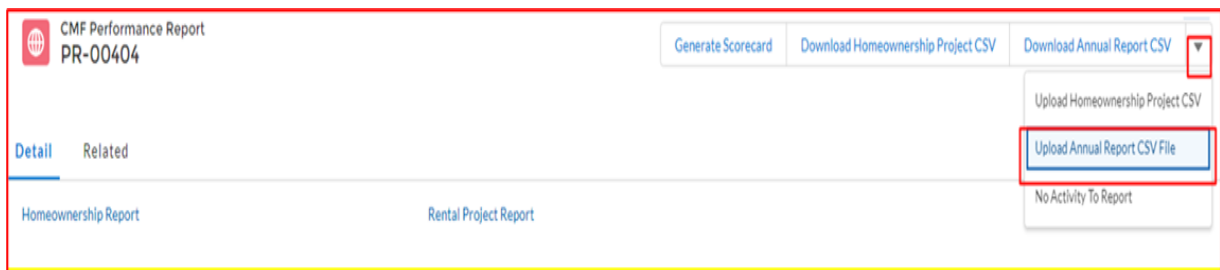 CMF Performance Report
PR-00404
Generate Scorecard
Download Homeownership Project CSV
Download Annual Report CSV
Upload Homeownership Project CSV
Upload Annual Report CSV File
No Activity To Report
Detail
Related
Homeownership Report
Rental Project Report